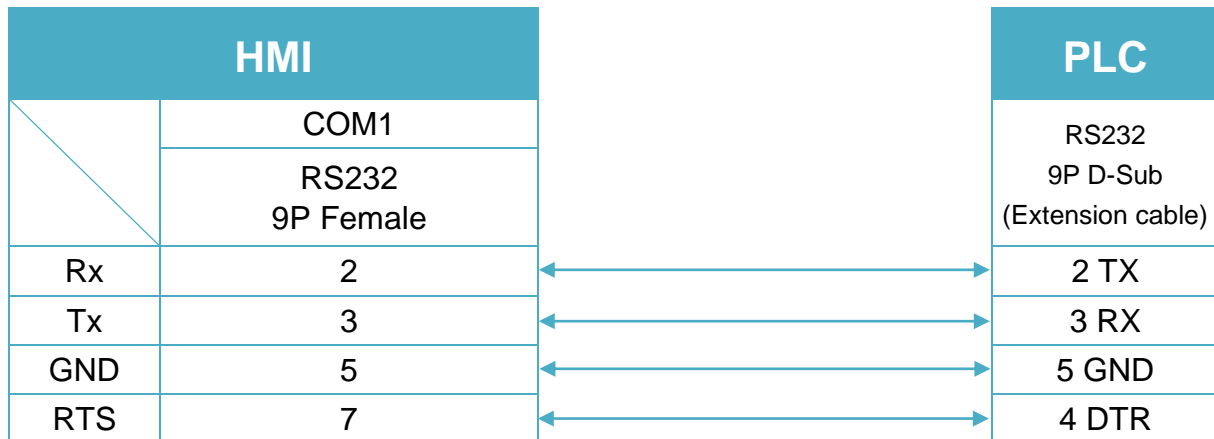 HMI
PLC
COM1
RS232
9P Female
RS232
9P D-Sub
(Extension cable)
Rx 2 2 TX
Tx 3 3 RX
GND 5 5 GND
RTS 7 4 DTR